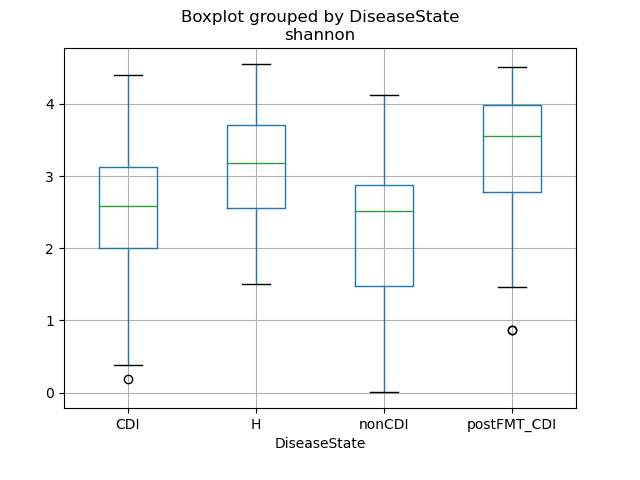 Boxplot grouped by DiseaseState
shannon
4
3
2
1
0
CDI
H
nonCDI
postFMT_CDI
DiseaseState